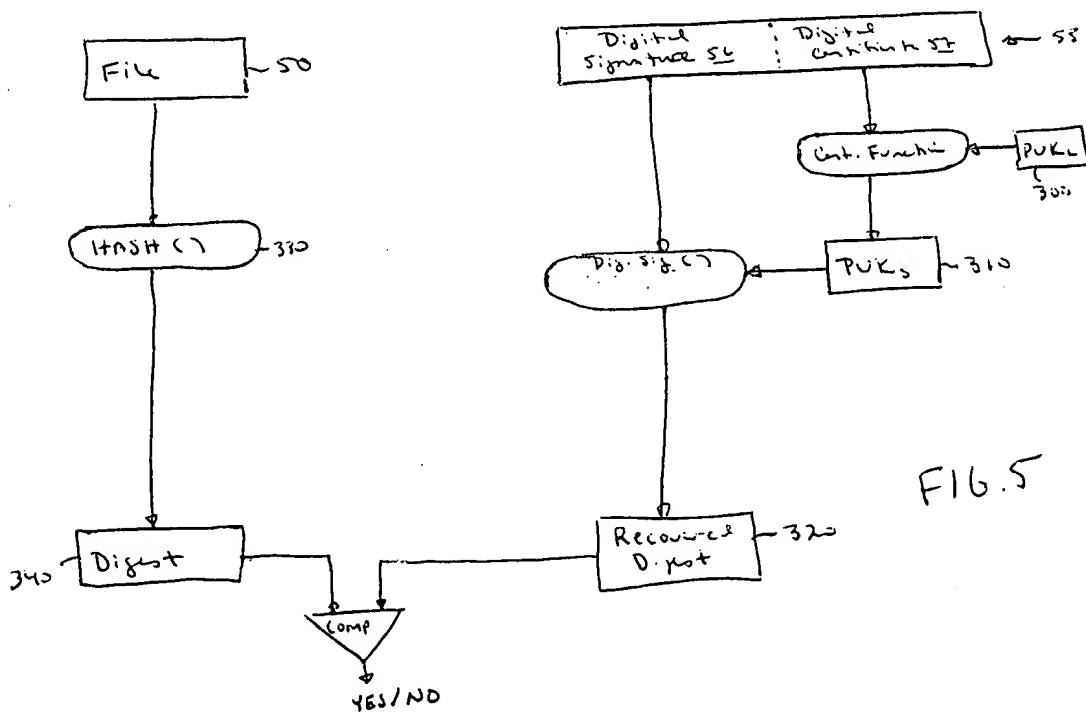 File
50
Digital
Signature 56
Digital
Certificate 57
55
Cert. Function
PUK
300
HASH ( )
330
Dig. Sig. ( )
PUKs
310
FIG. 5
340
Digest
Recovered
Digest
320
COMP
YES/NO